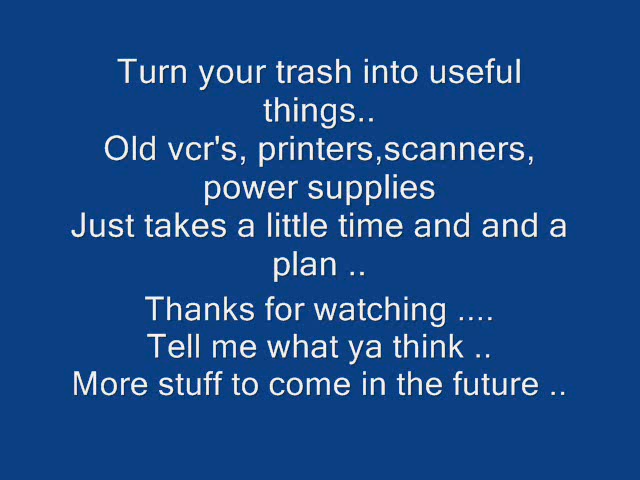 Turn your trash into useful
things..
Old vcr's, printers,scanners,
power supplies
Just takes a little time and and a
plan ..
Thanks for watching ....
Tell me what ya think ..
More stuff to come in the future ..